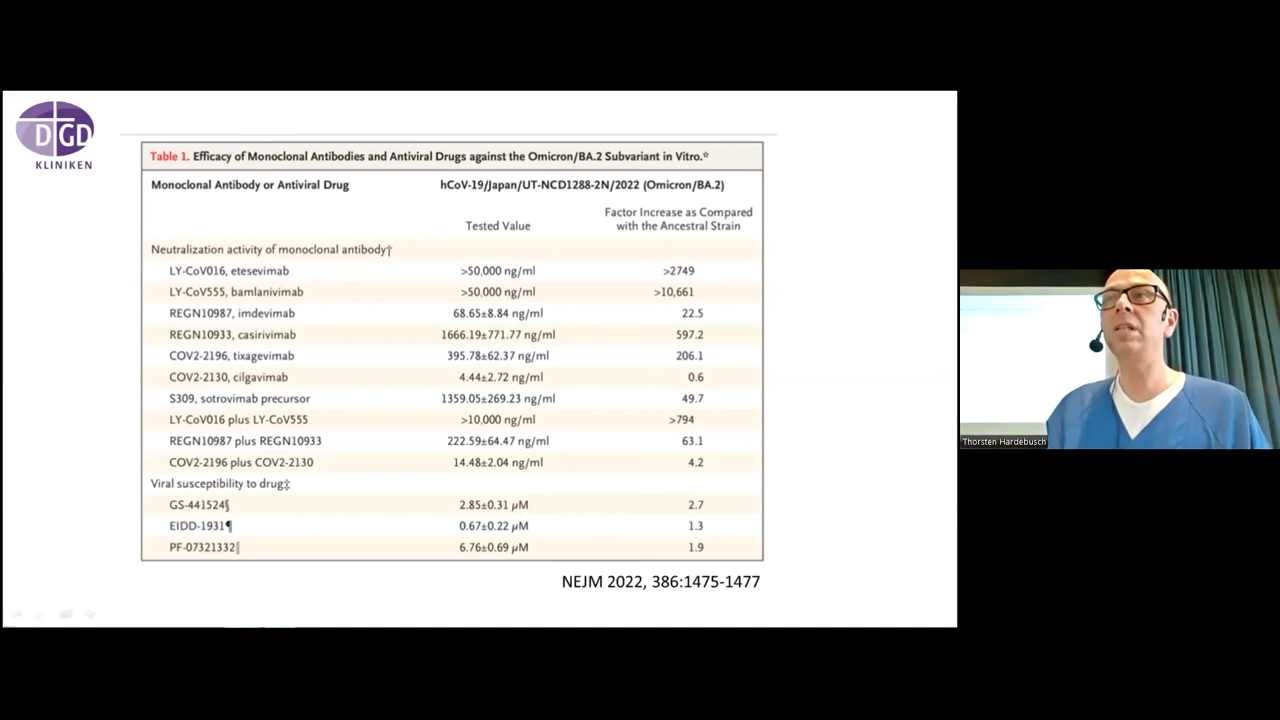 DGD
KLINIKEN
Table 1. Efficacy of Monoclonal Antibodies and Antiviral Drugs against the Omicron/BA.2 Subvariant in Vitro.*
Monoclonal Antibody or Antiviral Drug hCoV-19/Japan/UT-NCD1288-2N/2022 (Omicron/BA.2)
Tested Value Factor Increase as Compared
with the Ancestral Strain
Neutralization activity of monoclonal antibody†
LY-CoV016, etesevimab >50,000 ng/ml >2749
LY-CoV555, bamlanivimab >50,000 ng/ml >10,661
REGN10987, imdevimab 68.65±8.84 ng/ml 22.5
REGN10933, casirivimab 1666.19±771.77 ng/ml 597.2
COV2-2196, tixagevimab 395.78±62.37 ng/ml 206.1
COV2-2130, cilgavimab 4.44±2.72 ng/ml 0.6
S309, sotrovimab precursor 1359.05±269.23 ng/ml 49.7
LY-CoV016 plus LY-CoV555 >10,000 ng/ml >794
REGN10987 plus REGN10933 222.59±64.47 ng/ml 63.1
COV2-2196 plus COV2-2130 14.48±2.04 ng/ml 4.2
Viral susceptibility to drug‡
GS-441524§ 2.85±0.31 μM 2.7
EIDD-1931¶ 0.67±0.22 μM 1.3
PF-07321332‖ 6.76±0.69 μM 1.9
NEJM 2022, 386:1475-1477
Thorsten Hardebusch